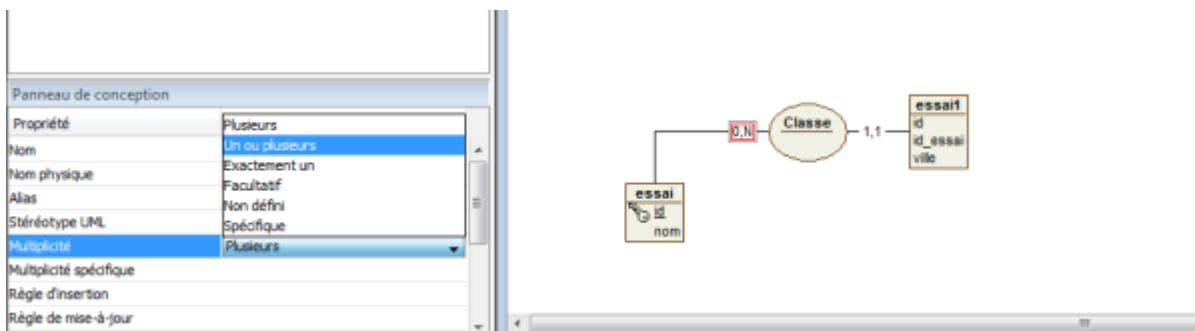 Panneau de conception
Propriété
Nom
Nom physique
Alias
Stéréotype UML
Multiplicité
Multiplicité spécifique
Règle d'insertion
Règle de mise-à-jour
Plusieurs
Un ou plusieurs
Exactement un
Facultatif
Non défini
Spécifique
Plusieurs
0,N
Classe
1,1
essai1
id
id_essai
ville
essai
id
nom